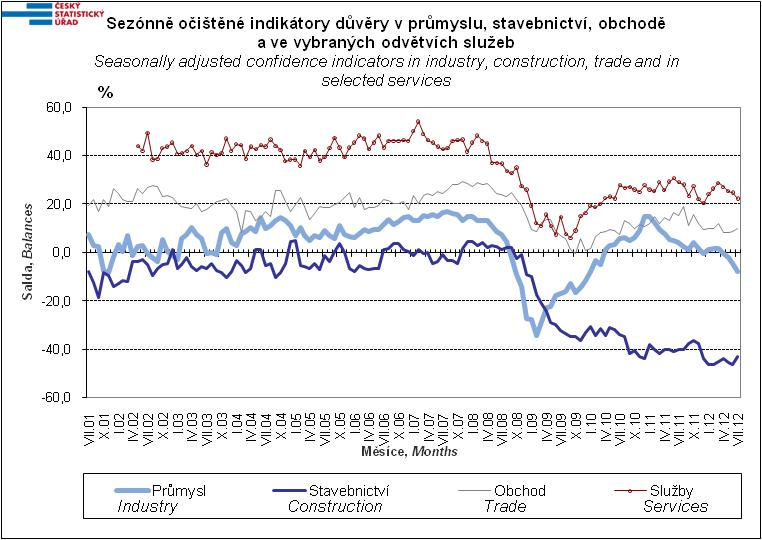 ČESKÝ
STATISTICKÝ
ÚŘAD
Sezónně očištěné indikátory důvěry v průmyslu, stavebnictví, obchodě
a ve vybraných odvětvích služeb
Seasonally adjusted confidence indicators in industry, construction, trade and in
selected services
%
60,0
40,0
20,0
0,0
-20,0
-40,0
-60,0
Salda, Balances
VII.01
X.01
I.02
IV.02
VII.02
X.02
I.03
IV.03
VII.03
X.03
I.04
IV.04
VII.04
X.04
I.05
IV.05
VII.05
X.05
I.06
IV.06
VII.06
X.06
I.07
IV.07
VII.07
X.07
I.08
IV.08
VII.08
X.08
I.09
IV.09
VII.09
X.09
I.10
IV.10
VII.10
X.10
I.11
IV.11
VII.11
X.11
I.12
IV.12
VII.12
Měsíce, Months
Průmysl
Industry
Stavebnictví
Construction
Obchod
Trade
Služby
Services